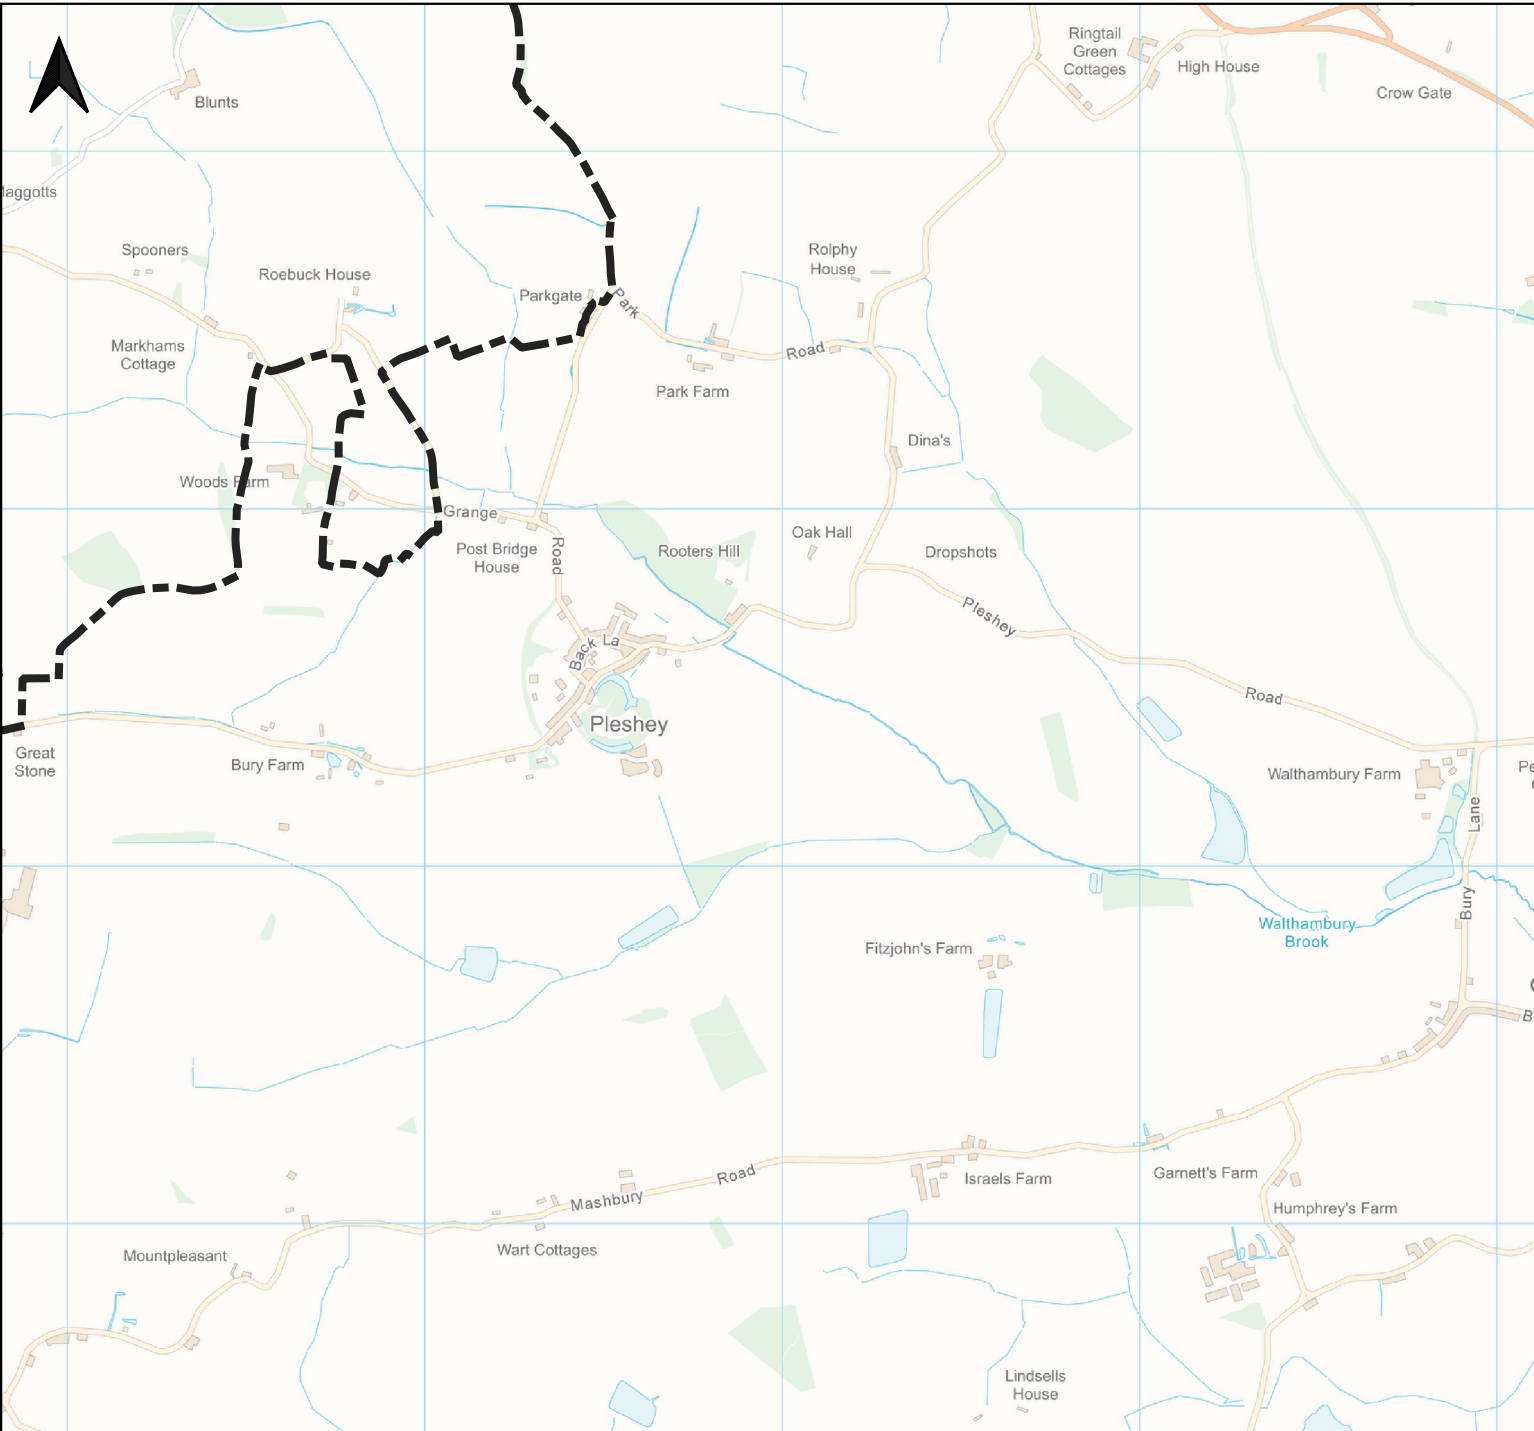 Ringtail
Green
Cottages
High House
Crow Gate
Blunts
Spooners
Roebuck House
Rolphy
House
Parkgate
Park
Road
Markhams
Cottage
Park Farm
Dina's
Woods Farm
Grange
Road
Post Bridge
House
Rooters Hill
Oak Hall
Dropshots
Pleshey
Road
Back La
Pleshey
Great
Stone
Bury Farm
Walthambury Farm
Lane
Bury
Walthambury
Brook
Fitzjohn's Farm
Israels Farm
Garnett's Farm
Humphrey's Farm
Mashbury
Road
Wart Cottages
Mountpleasant
Lindsells
House